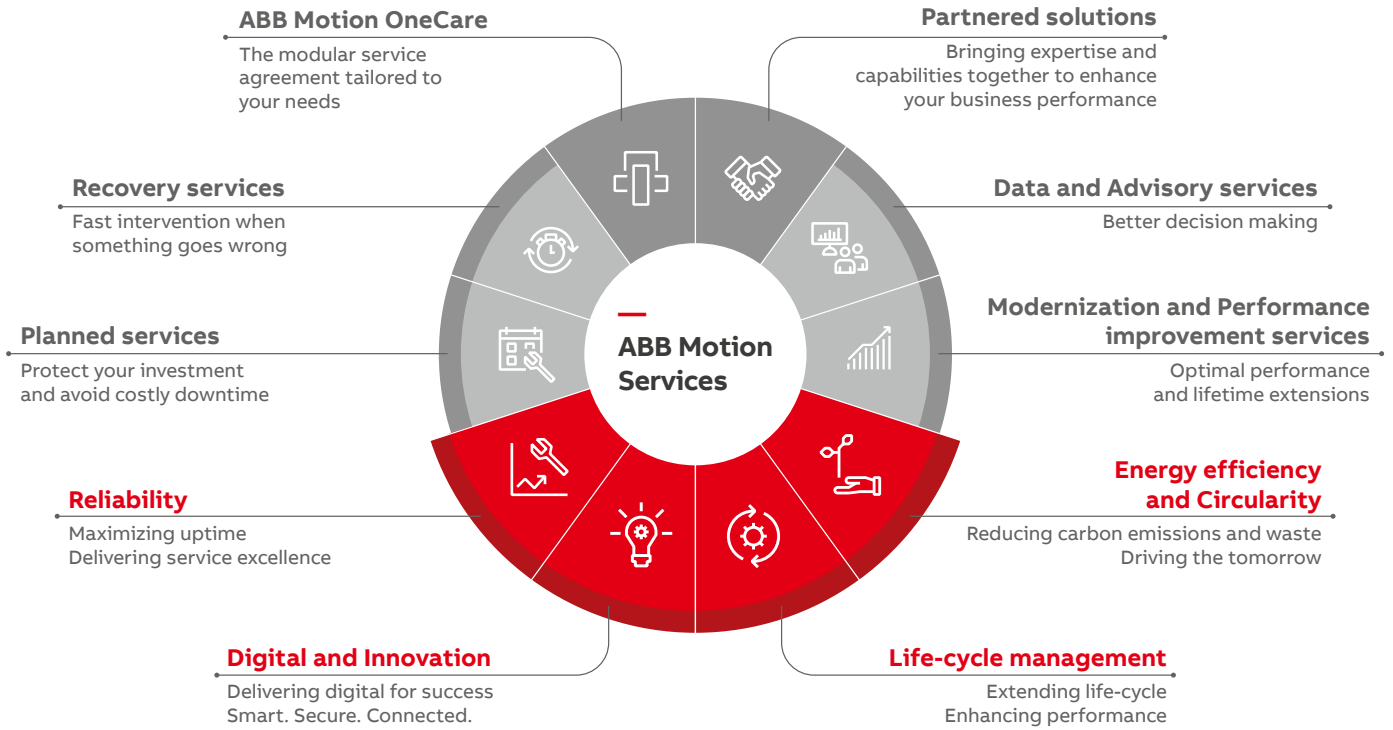 ABB Motion OneCare
The modular service
agreement tailored to
your needs
Partnered solutions
Bringing expertise and
capabilities together to enhance
your business performance
Recovery services
Fast intervention when
something goes wrong
Data and Advisory services
Better decision making
Planned services
Protect your investment
and avoid costly downtime
ABB Motion
Services
Modernization and Performance
improvement services
Optimal performance
and lifetime extensions
Reliability
Maximizing uptime
Delivering service excellence
Energy efficiency
and Circularity
Reducing carbon emissions and waste
Driving the tomorrow
Digital and Innovation
Delivering digital for success
Smart. Secure. Connected.
Life-cycle management
Extending life-cycle
Enhancing performance